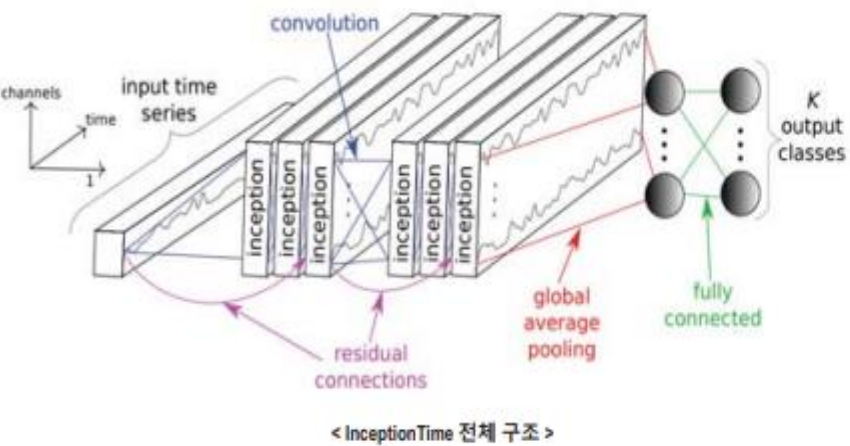 convolution
channels
time
1
input time
series
inception
inception
inception
inception
inception
inception
K
output
classes
global
average
pooling
fully
connected
residual
connections
< InceptionTime 전체 구조 >